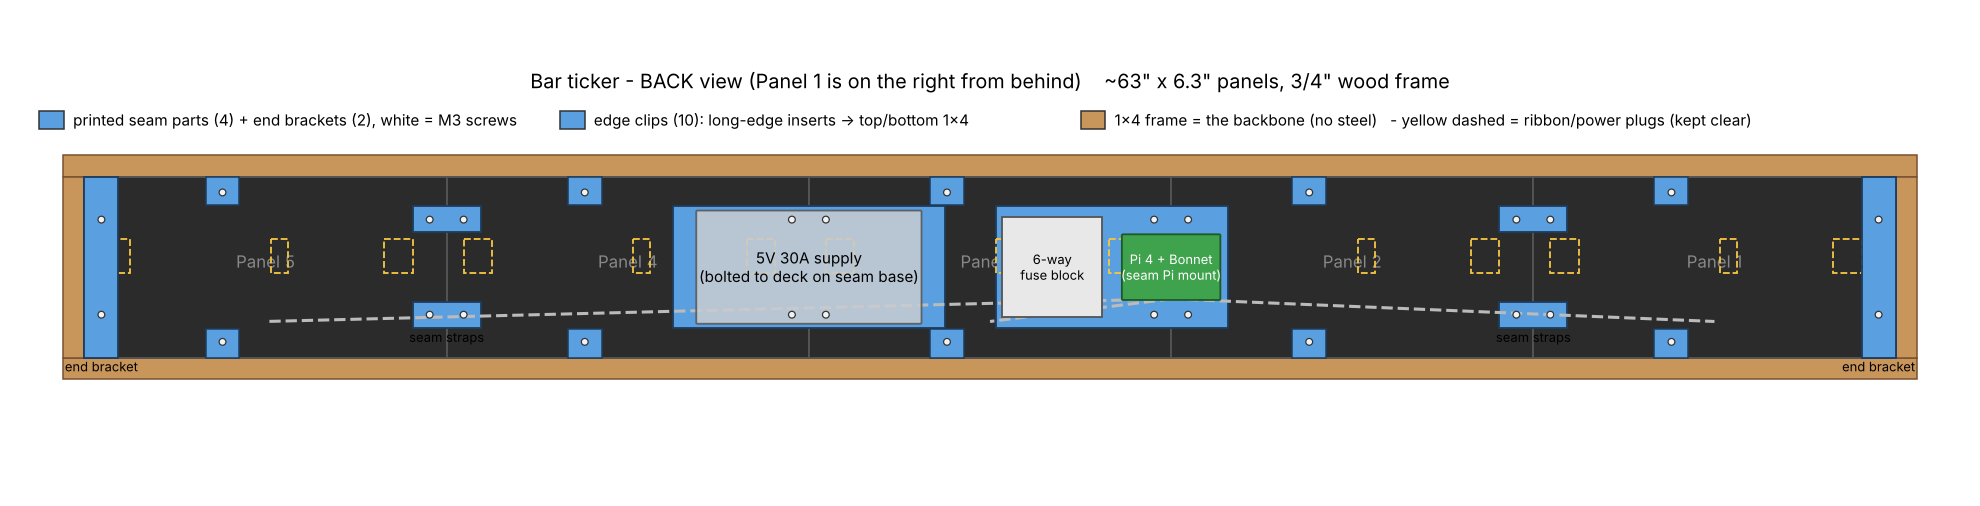 Bar ticker - BACK view (Panel 1 is on the right from behind)    ~63" x 6.3" panels, 3/4" wood frame
printed seam parts (4) + end brackets (2), white = M3 screws
edge clips (10): long-edge inserts → top/bottom 1×4
1×4 frame = the backbone (no steel)   - yellow dashed = ribbon/power plugs (kept clear)
Panel 5
Panel 4
5V 30A supply
(bolted to deck on seam base)
Pane
6-way
fuse block
Pi 4 + Bonnet
(seam Pi mount)
Panel 2
Panel 1
seam straps
seam straps
end bracket
end bracket